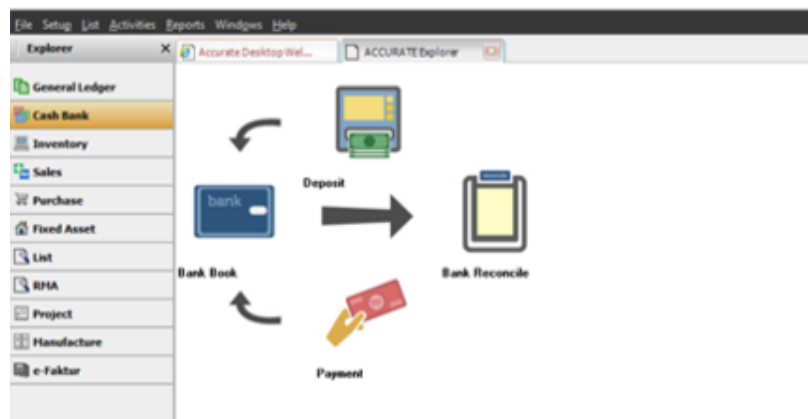 File Setup List Activities Reports Windows Help
Explorer
Accurate Desktop Wel...
ACCURATE Explorer
General Ledger
Cash Bank
Inventory
Sales
Purchase
Fixed Asset
List
RMA
Project
Manufacture
e-Faktur
Deposit
bank
Bank Book
Bank Reconcile
Payment